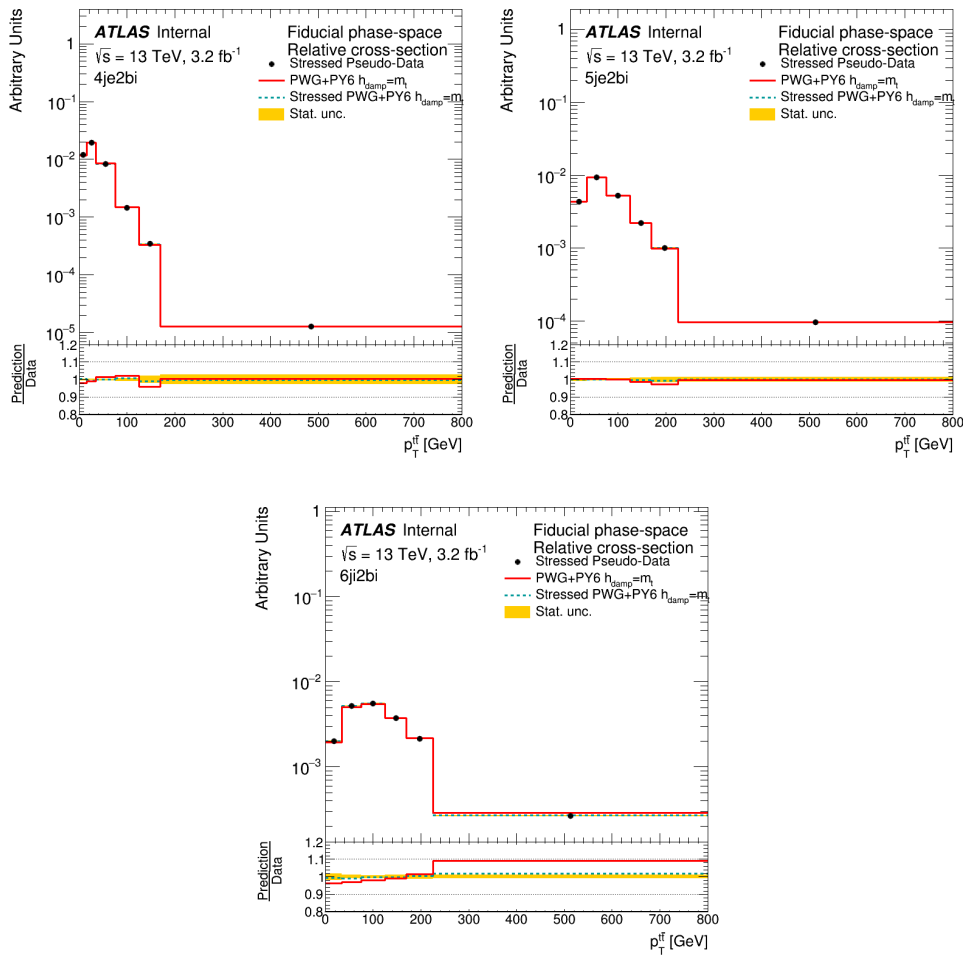 ATLAS Internal
√s = 13 TeV, 3.2 fb⁻¹
4je2bi
Fiducial phase-space
Relative cross-section
Stressed Pseudo-Data
PWG+PY6 h_damp=m_t
Stressed PWG+PY6 h_damp=m_t
Stat. unc.
Arbitrary Units
1
10⁻¹
10⁻²
10⁻³
10⁻⁴
10⁻⁵
Prediction
Data
1.2
1.1
1
0.9
0.8
0 100 200 300 400 500 600 700 800
p_T^tt̄ [GeV]
ATLAS Internal
√s = 13 TeV, 3.2 fb⁻¹
5je2bi
Fiducial phase-space
Relative cross-section
Stressed Pseudo-Data
PWG+PY6 h_damp=m_t
Stressed PWG+PY6 h_damp=m_t
Stat. unc.
Arbitrary Units
1
10⁻¹
10⁻²
10⁻³
10⁻⁴
Prediction
Data
1.2
1.1
1
0.9
0.8
0 100 200 300 400 500 600 700 800
p_T^tt̄ [GeV]
ATLAS Internal
√s = 13 TeV, 3.2 fb⁻¹
6ji2bi
Fiducial phase-space
Relative cross-section
Stressed Pseudo-Data
PWG+PY6 h_damp=m_t
Stressed PWG+PY6 h_damp=m_t
Stat. unc.
Arbitrary Units
1
10⁻¹
10⁻²
10⁻³
Prediction
Data
1.2
1.1
1
0.9
0.8
0 100 200 300 400 500 600 700 800
p_T^tt̄ [GeV]